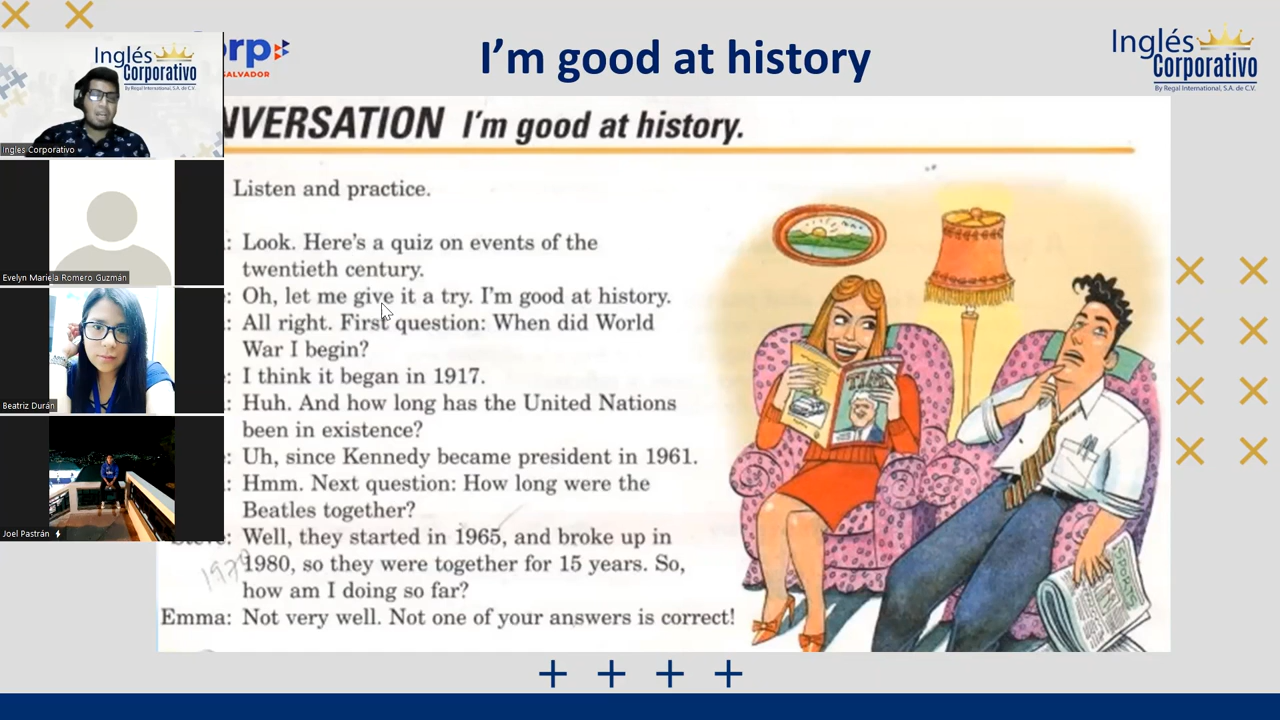 I'm good at history
Inglés
Corporativo
By Regal International, S.A. de C.V.
orp
SALVADOR
Inglés
Corporativo
By Regal International, S.A. de C.V.
Ingles Corporativo
Evelyn Mariela Romero Guzmán
Beatriz Durán
Joel Pastrán
NVERSATION I'm good at history.
Listen and practice.
: Look. Here's a quiz on events of the
twentieth century.
: Oh, let me give it a try. I'm good at history.
: All right. First question: When did World
War I begin?
: I think it began in 1917.
: Huh. And how long has the United Nations
been in existence?
: Uh, since Kennedy became president in 1961.
: Hmm. Next question: How long were the
Beatles together?
Steve: Well, they started in 1965, and broke up in
1980, so they were together for 15 years. So,
how am I doing so far?
Emma: Not very well. Not one of your answers is correct!
TIME
SPORTS